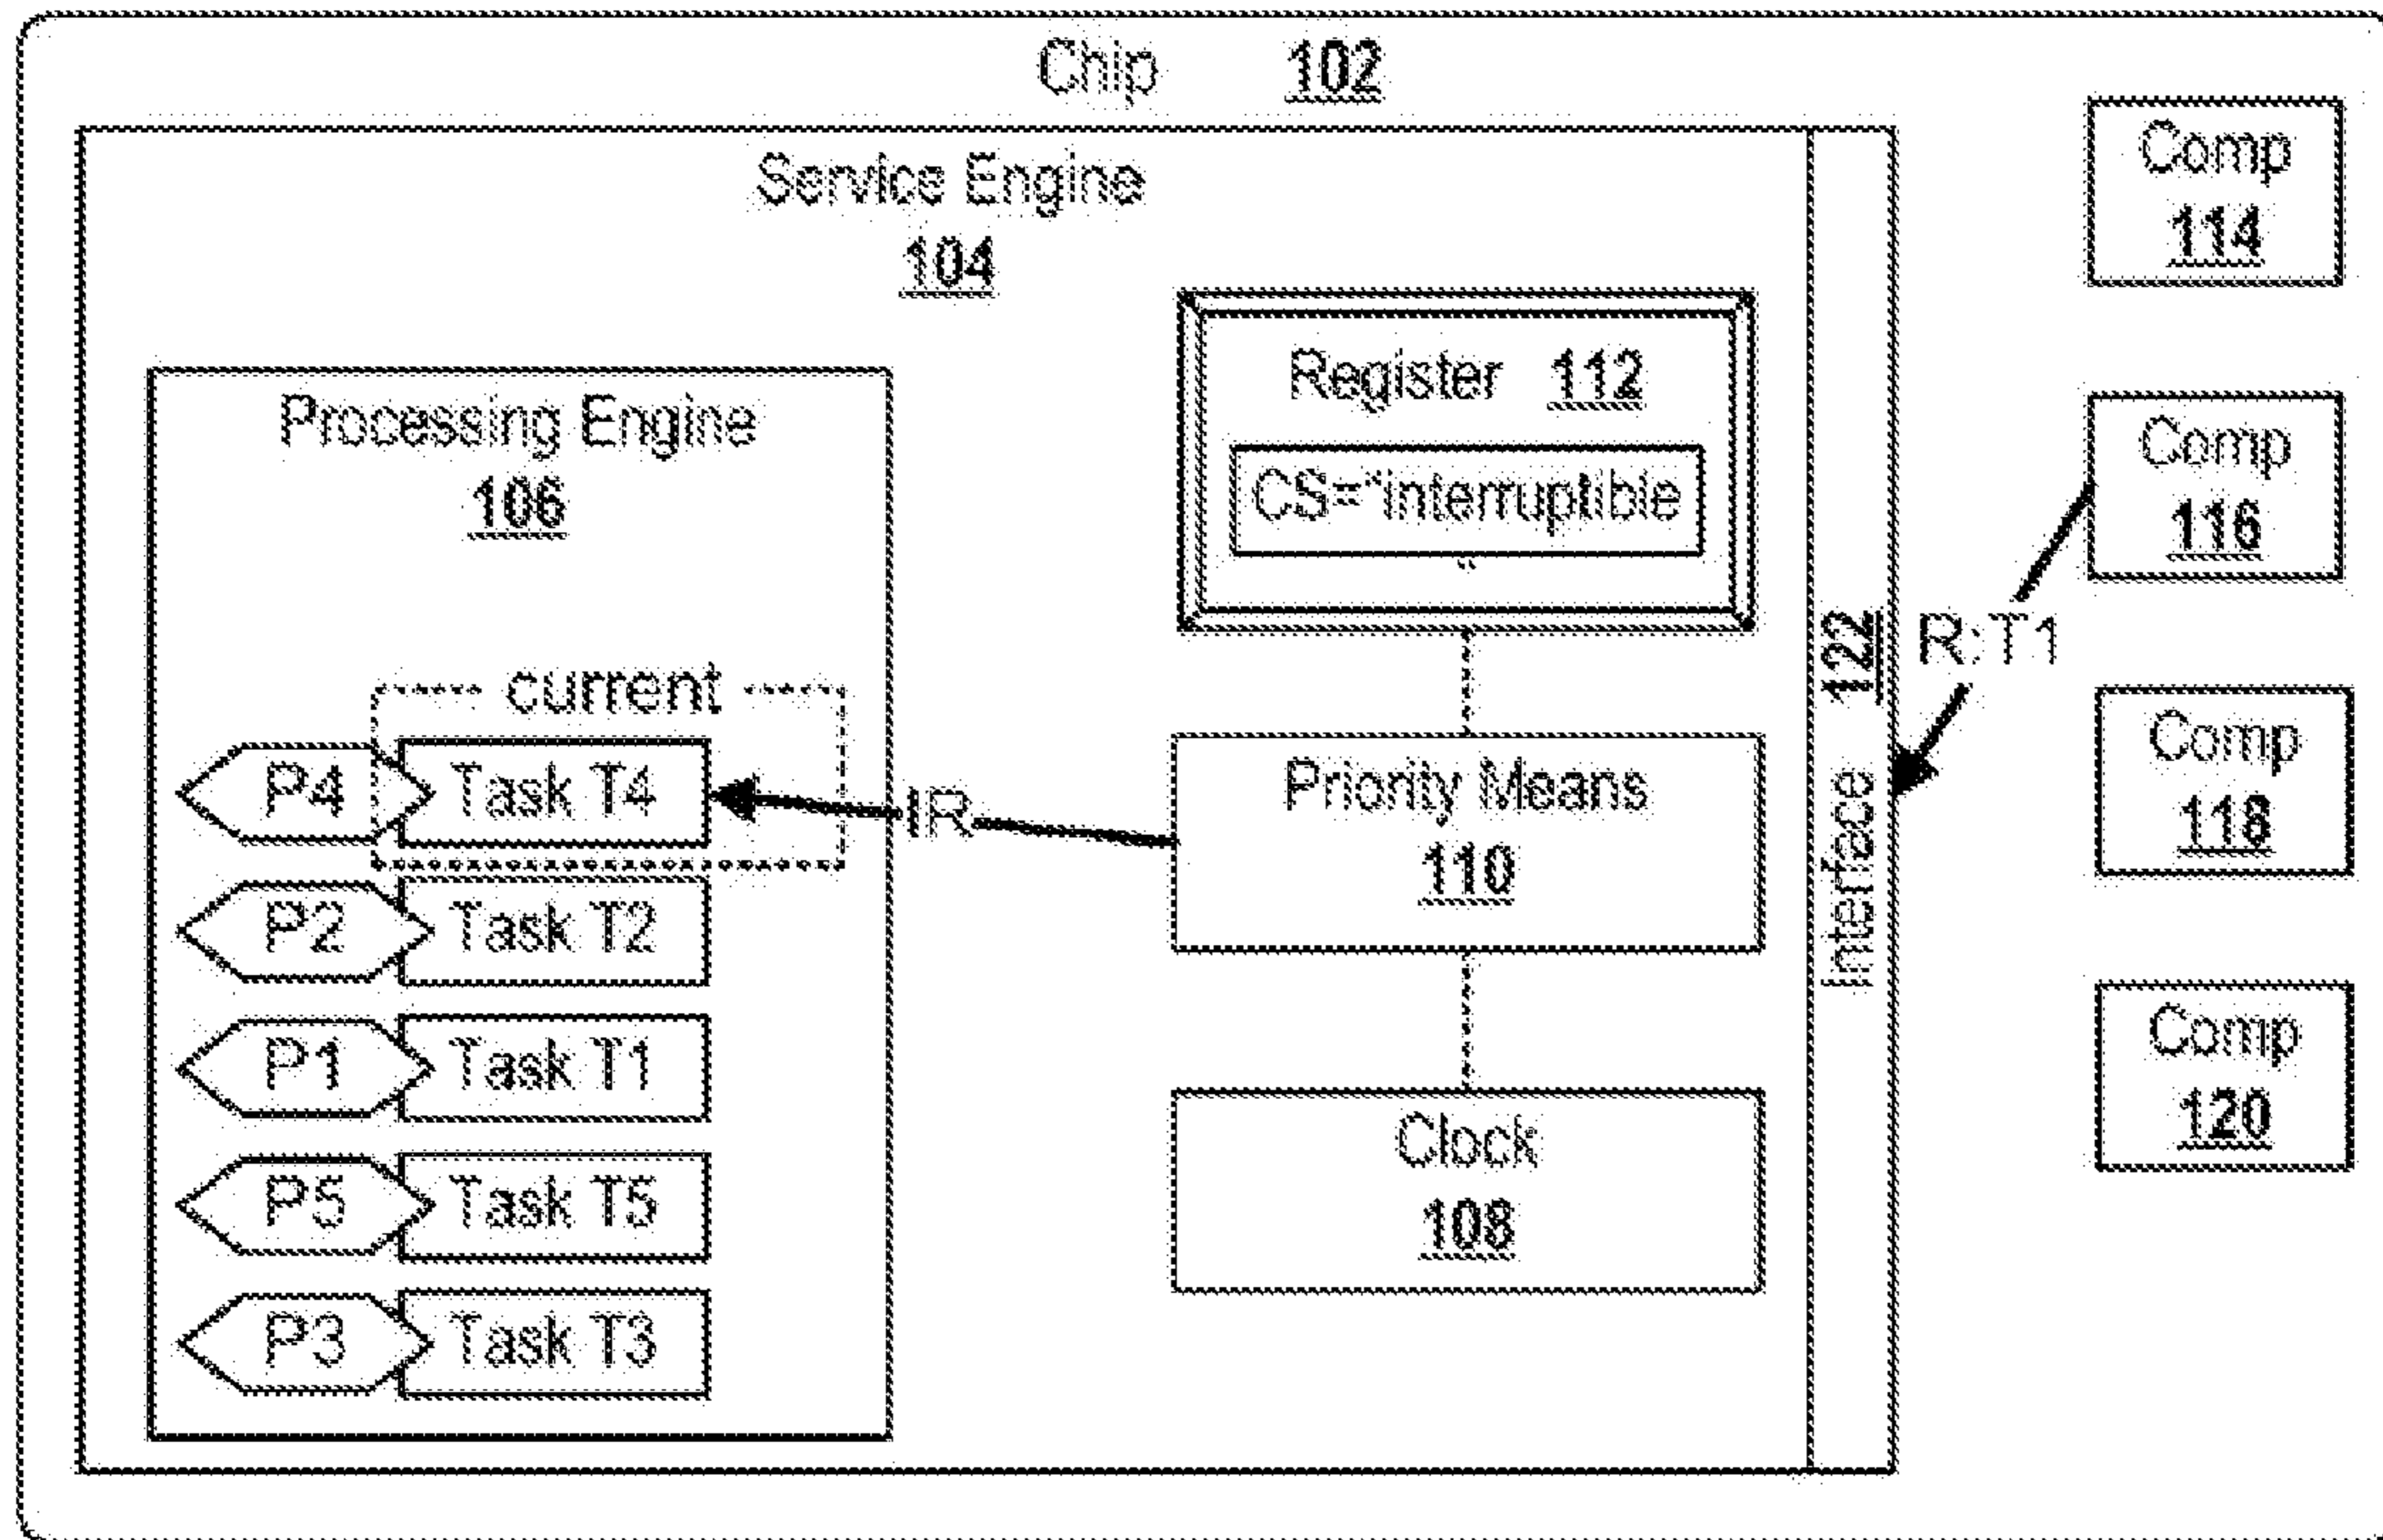 Chip 102
Service Engine
104
Processing Engine
106
current
P4 Task T4
P2 Task T2
P1 Task T1
P5 Task T5
P3 Task T3
IR
Register 112
CS="interruptible
"
Priority Means
110
Clock
108
Interface 122
R:T1
Comp
114
Comp
116
Comp
118
Comp
120